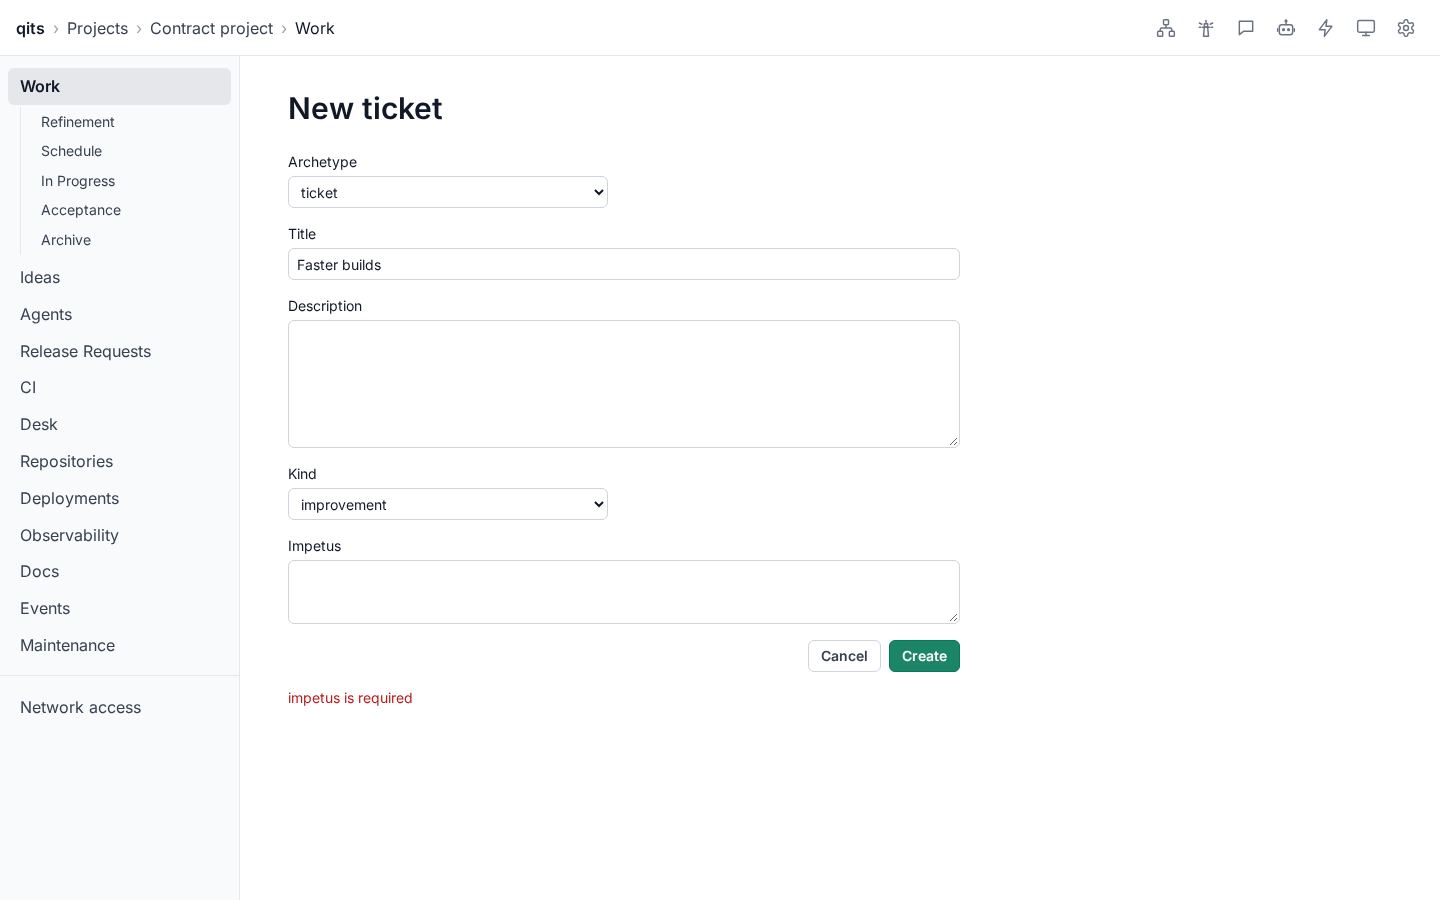 qits › Projects › Contract project › Work
Work
Refinement
Schedule
In Progress
Acceptance
Archive
Ideas
Agents
Release Requests
CI
Desk
Repositories
Deployments
Observability
Docs
Events
Maintenance
Network access
New ticket
Archetype
ticket
Title
Faster builds
Description
Kind
improvement
Impetus
Cancel Create
impetus is required